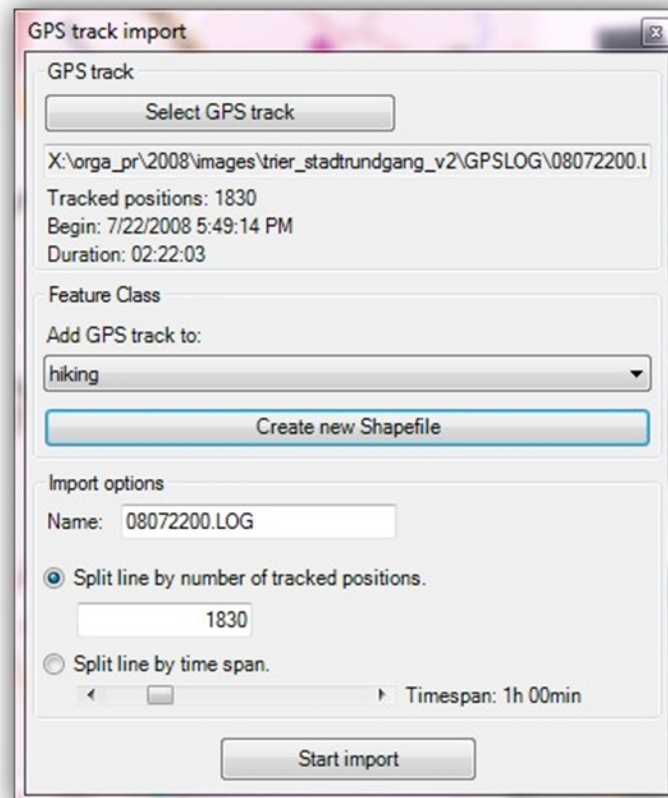 GPS track import
GPS track
Select GPS track
X:\orga_pr\2008\images\trier_stadtrundgang_v2\GPSLOG\08072200.L
Tracked positions: 1830
Begin: 7/22/2008 5:49:14 PM
Duration: 02:22:03
Feature Class
Add GPS track to:
hiking
Create new Shapefile
Import options
Name: 08072200.LOG
Split line by number of tracked positions.
1830
Split line by time span.
Timespan: 1h 00min
Start import